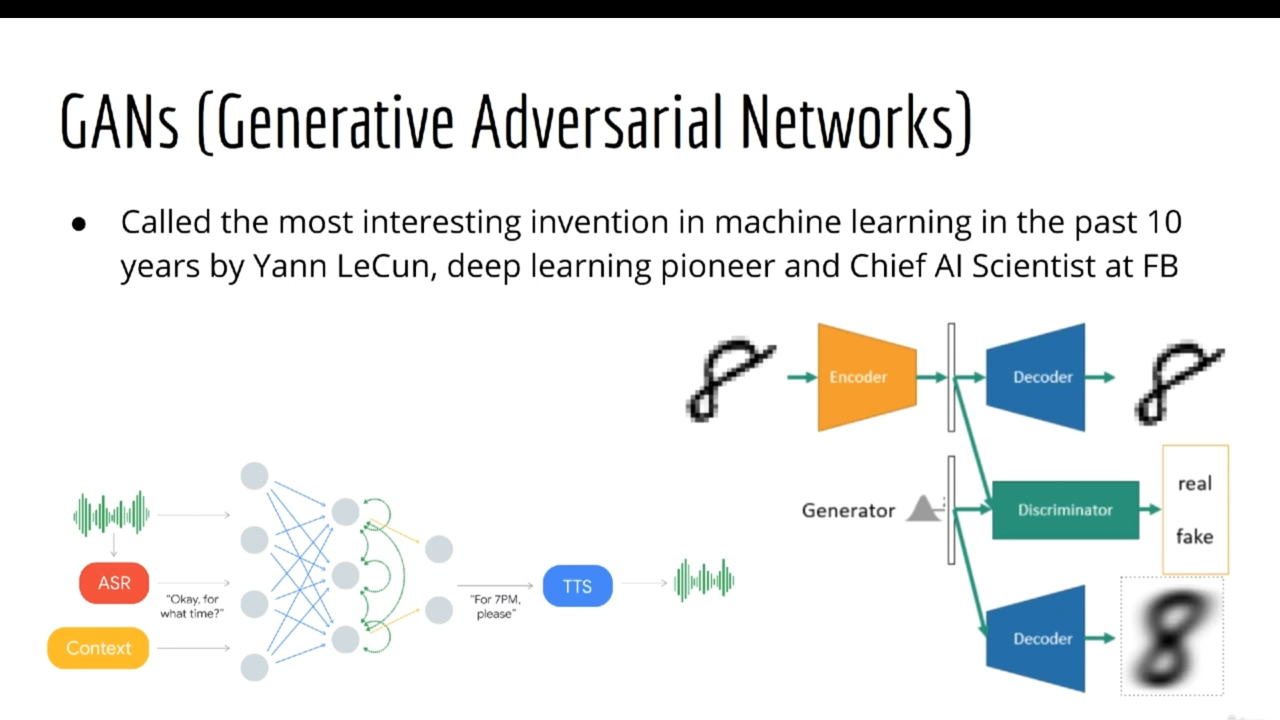 GANs (Generative Adversarial Networks)
● Called the most interesting invention in machine learning in the past 10
years by Yann LeCun, deep learning pioneer and Chief AI Scientist at FB
Encoder
Decoder
Generator
Discriminator
real
fake
Decoder
ASR
"Okay, for
what time?"
Context
"For 7PM,
please"
TTS